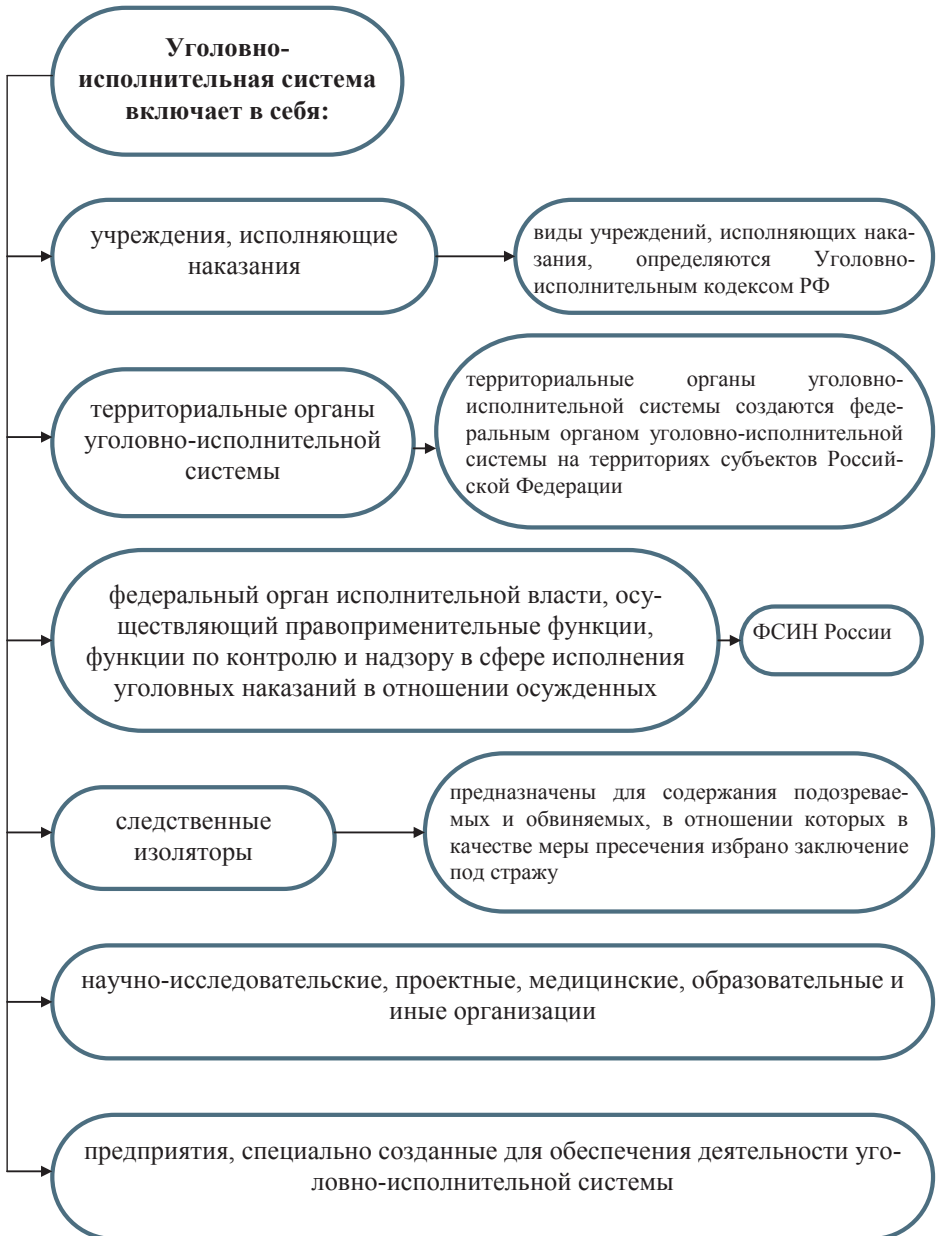 Уголовно-
исполнительная система
включает в себя:
учреждения, исполняющие
наказания
виды учреждений, исполняющих нака-
зания, определяются Уголовно-
исполнительным кодексом РФ
территориальные органы
уголовно-исполнительной
системы
территориальные органы уголовно-
исполнительной системы создаются феде-
ральным органом уголовно-исполнительной
системы на территориях субъектов Россий-
ской Федерации
федеральный орган исполнительной власти, осу-
ществляющий правоприменительные функции,
функции по контролю и надзору в сфере исполнения
уголовных наказаний в отношении осужденных
ФСИН России
следственные
изоляторы
предназначены для содержания подозревае-
мых и обвиняемых, в отношении которых в
качестве меры пресечения избрано заключение
под стражу
научно-исследовательские, проектные, медицинские, образовательные и
иные организации
предприятия, специально созданные для обеспечения деятельности уго-
ловно-исполнительной системы